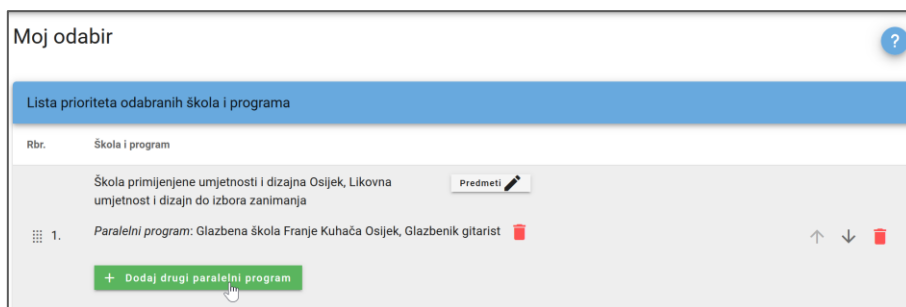 Moj odabir
?
Lista prioriteta odabranih škola i programa
Rbr. Škola i program
Škola primijenjene umjetnosti i dizajna Osijek, Likovna
umjetnost i dizajn do izbora zanimanja
Predmeti
1.
Paralelni program: Glazbena škola Franje Kuhača Osijek, Glazbenik gitarist
+ Dodaj drugi paralelni program